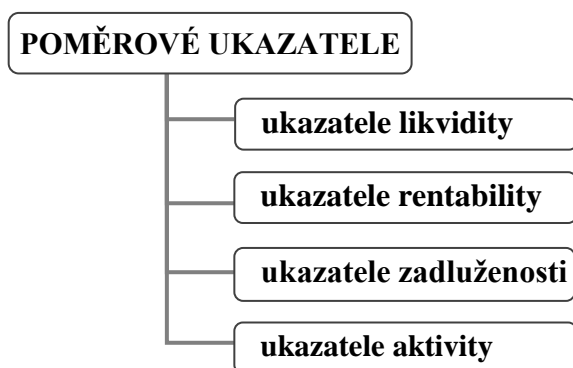 POMĚROVÉ UKAZATELE
ukazatele likvidity
ukazatele rentability
ukazatele zadluženosti
ukazatele aktivity